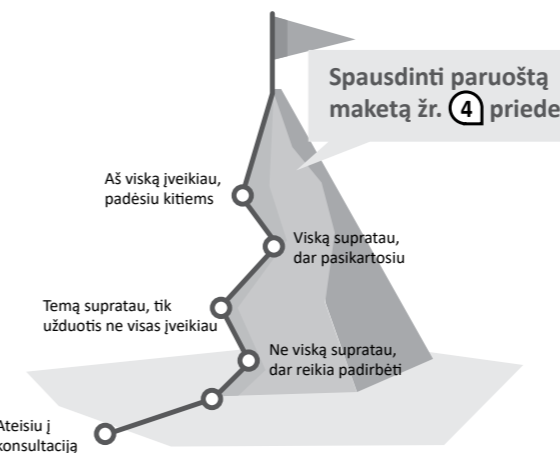 Spausdinti paruoštą
maketą žr. 4 priede
Aš viską įveikiau,
padėsiu kitiems
Viską supratau,
dar pasikartosiu
Temą supratau, tik
užduotis ne visas įveikiau
Ne viską supratau,
dar reikia padirbėti
Ateisiu į
konsultaciją